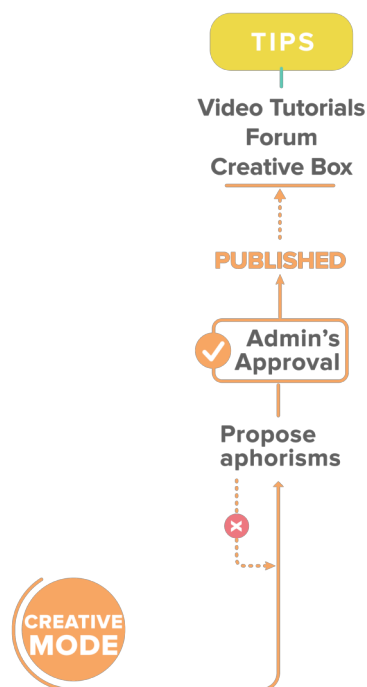 TIPS
Video Tutorials
Forum
Creative Box
PUBLISHED
Admin's
Approval
Propose
aphorisms
CREATIVE
MODE